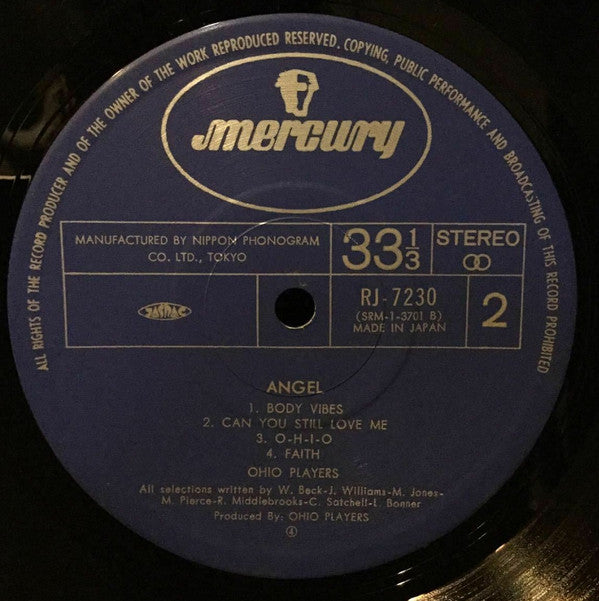 ALL RIGHTS OF THE RECORD PRODUCER AND OF THE OWNER OF THE WORK REPRODUCED RESERVED. COPYING, PUBLIC PERFORMANCE AND BROADCASTING OF THIS RECORD PROHIBITED
mercury
MANUFACTURED BY NIPPON PHONOGRAM
CO. LTD., TOKYO
33 1/3
STEREO
JASRAC
RJ-7230
(SRM-1-3701 B)
MADE IN JAPAN
2
ANGEL
1. BODY VIBES
2. CAN YOU STILL LOVE ME
3. O-H-I-O
4. FAITH
OHIO PLAYERS
All selections written by W. Beck-J. Williams-M. Jones-
M. Pierce-R. Middlebrooks-C. Satchell-L. Bonner
Produced By: OHIO PLAYERS
④